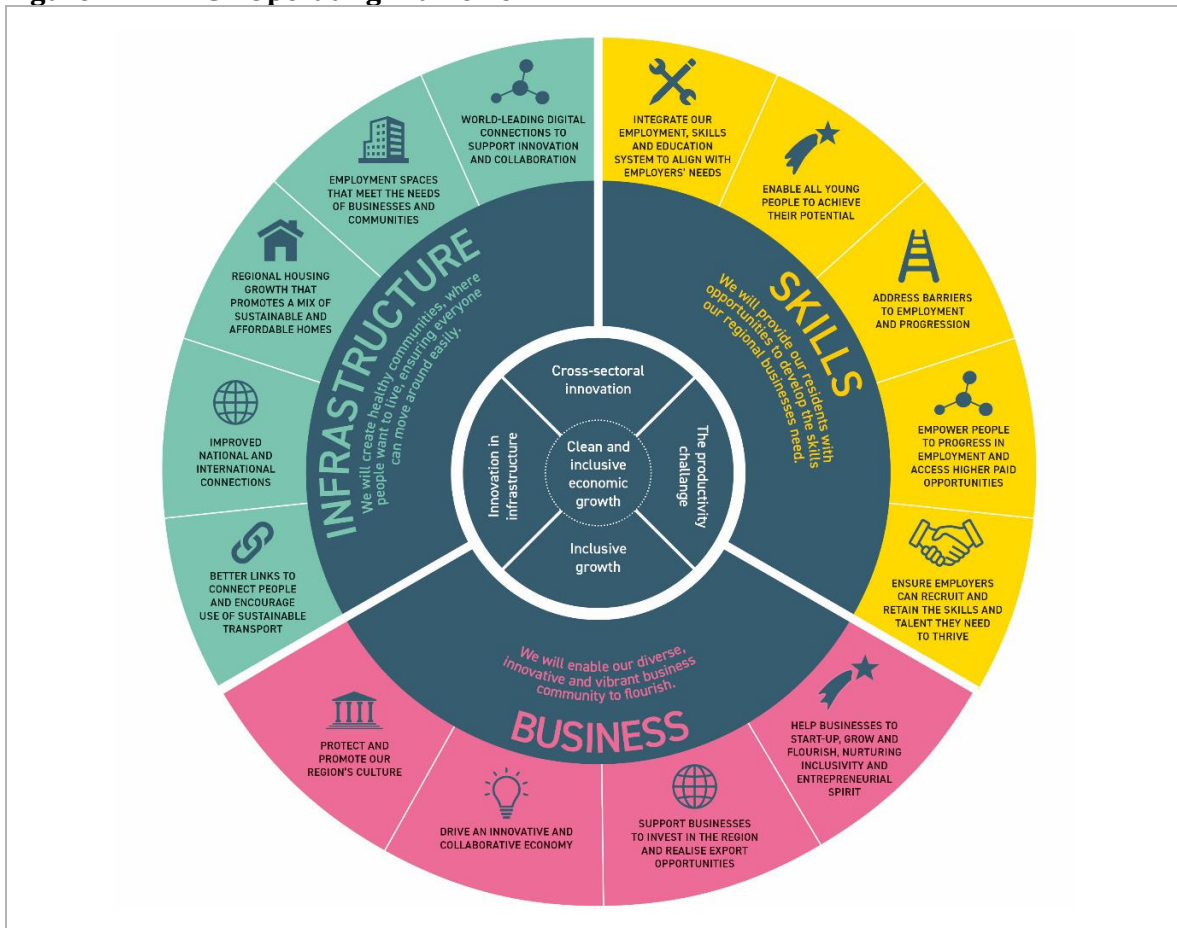 WORLD-LEADING DIGITAL
CONNECTIONS TO
SUPPORT INNOVATION
AND COLLABORATION
EMPLOYMENT SPACES
THAT MEET THE NEEDS
OF BUSINESSES AND
COMMUNITIES
REGIONAL HOUSING
GROWTH THAT
PROMOTES A MIX OF
SUSTAINABLE AND
AFFORDABLE HOMES
IMPROVED
NATIONAL AND
INTERNATIONAL
CONNECTIONS
BETTER LINKS TO
CONNECT PEOPLE
AND ENCOURAGE
USE OF SUSTAINABLE
TRANSPORT
INFRASTRUCTURE
We will create healthy communities, where
people want to live, ensuring everyone
can move around easily.
INTEGRATE OUR
EMPLOYMENT, SKILLS
AND EDUCATION
SYSTEM TO ALIGN WITH
EMPLOYERS' NEEDS
ENABLE ALL YOUNG
PEOPLE TO ACHIEVE
THEIR POTENTIAL
ADDRESS BARRIERS
TO EMPLOYMENT
AND PROGRESSION
EMPOWER PEOPLE
TO PROGRESS IN
EMPLOYMENT AND
ACCESS HIGHER PAID
OPPORTUNITIES
ENSURE EMPLOYERS
CAN RECRUIT AND
RETAIN THE SKILLS AND
TALENT THEY NEED
TO THRIVE
SKILLS
We will provide our residents with
opportunities to develop the skills
our regional businesses need.
Cross-sectoral
innovation
Innovation in
infrastructure
Clean and
inclusive
economic
growth
The productivity
challange
Inclusive
growth
We will enable our diverse,
innovative and vibrant business
community to flourish.
BUSINESS
PROTECT AND
PROMOTE OUR
REGION'S CULTURE
DRIVE AN INNOVATIVE AND
COLLABORATIVE ECONOMY
SUPPORT BUSINESSES
TO INVEST IN THE REGION
AND REALISE EXPORT
OPPORTUNITIES
HELP BUSINESSES TO
START-UP, GROW AND
FLOURISH, NURTURING
INCLUSIVITY AND
ENTREPRENEURIAL
SPIRIT